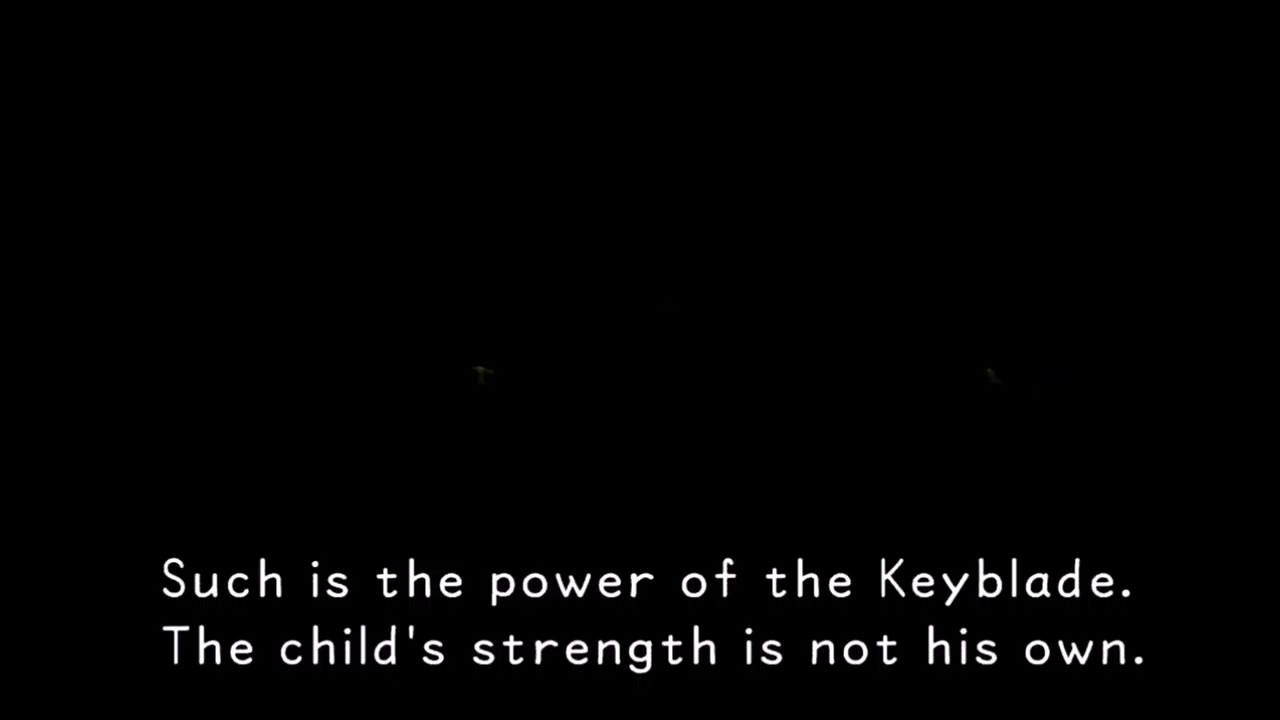 Such is the power of the Keyblade.
The child's strength is not his own.